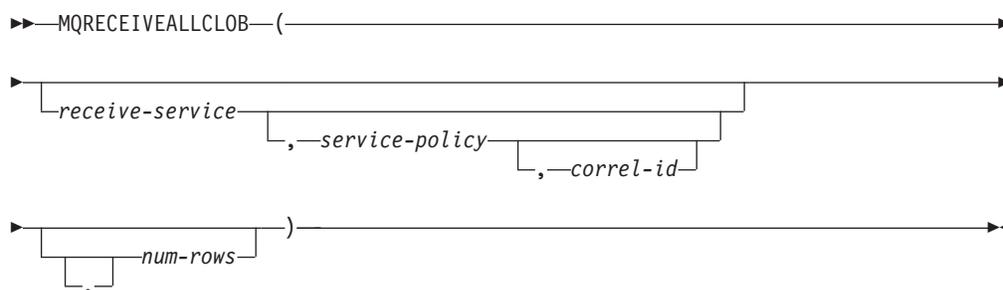 MQRECEIVEALLCLOB (
receive-service
, service-policy
, correl-id
)
num-rows
,